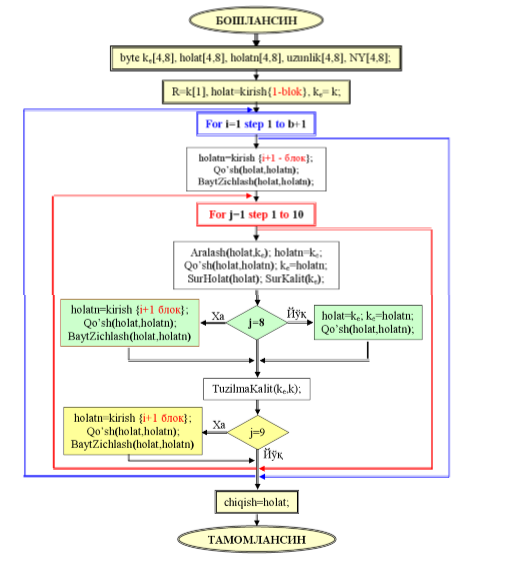 БОШЛАНСИН
byte kₑ[4,8], holat[4,8], holatn[4,8], uzunlik[4,8], NY[4,8];
R=k[1], holat=kirish{1-blok}, kₑ= k;
For i=1 step 1 to b+1
holatn=kirish {i+1 - блок};
Qo'sh(holat,holatn);
BaytZichlash(holat,holatn);
For j=1 step 1 to 10
Aralash(holat,kₑ); holatn=kₑ;
Qo'sh(holat,holatn); kₑ=holatn;
SurHolat(holat); SurKalit(kₑ);
holatn=kirish {i+1 блок};
Qo'sh(holat,holatn);
BaytZichlash(holat,holatn)
Ха
j=8
Йўқ
holat=kₑ; kₑ=holatn;
Qo'sh(holat,holatn);
TuzilmaKalit(kₑ,k);
holatn=kirish {i+1 блок};
Qo'sh(holat,holatn);
BaytZichlash(holat,holatn)
Ха
j=9
Йўқ
chiqish=holat;
ТАМОМЛАНСИН